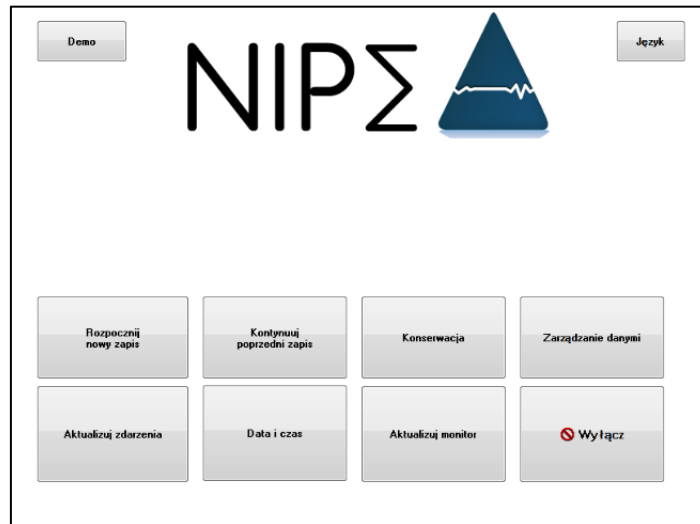 Demo
NIPΣ
Język
Rozpocznij
nowy zapis
Kontynuuj
poprzedni zapis
Konserwacja
Zarządzanie danymi
Aktualizuj zdarzenia
Data i czas
Aktualizuj monitor
Wyłącz